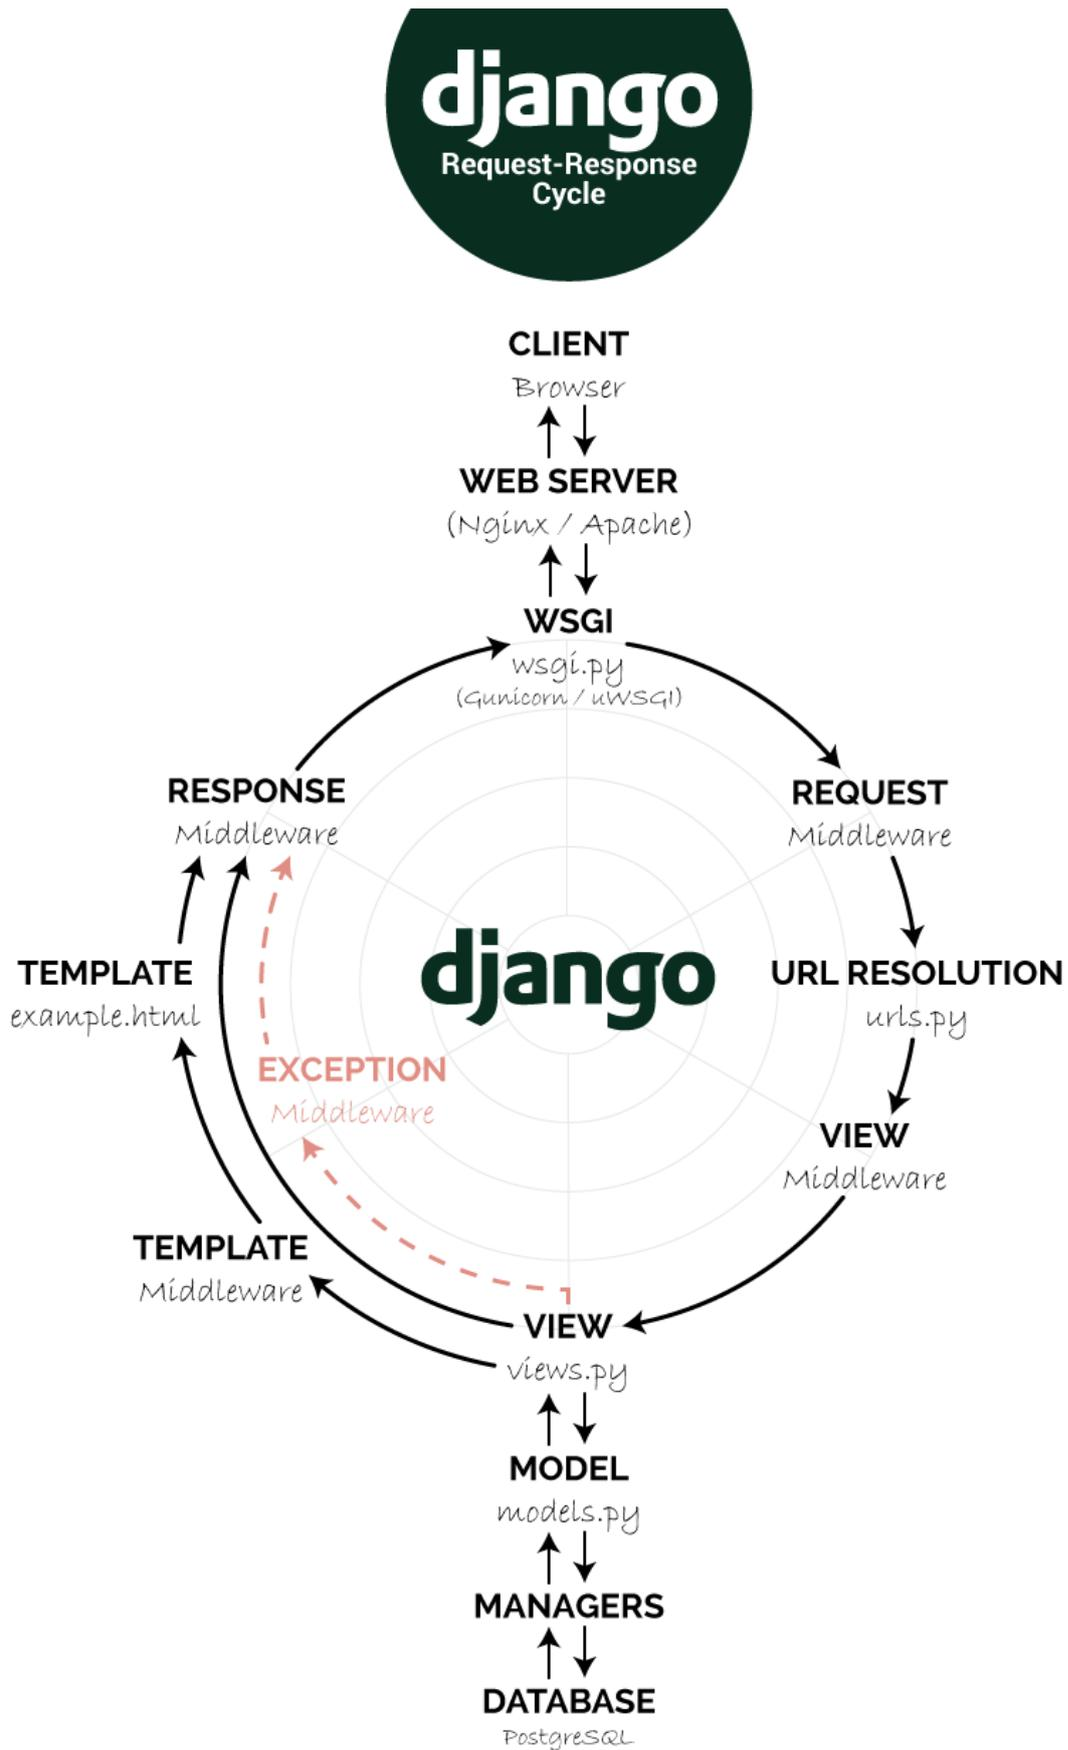 django
Request-Response
Cycle
CLIENT
Browser
WEB SERVER
(Nginx / Apache)
WSGI
wsgi.py
(Gunicorn / uWSGI)
RESPONSE
Middleware
REQUEST
Middleware
TEMPLATE
example.html
django
URL RESOLUTION
urls.py
EXCEPTION
Middleware
VIEW
Middleware
TEMPLATE
Middleware
VIEW
views.py
MODEL
models.py
MANAGERS
DATABASE
PostgreSQL